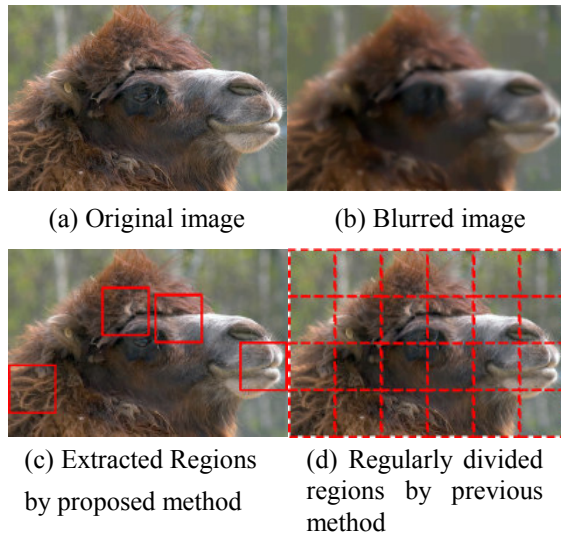 (a) Original image
(b) Blurred image
(c) Extracted Regions
by proposed method
(d) Regularly divided
regions by previous
method